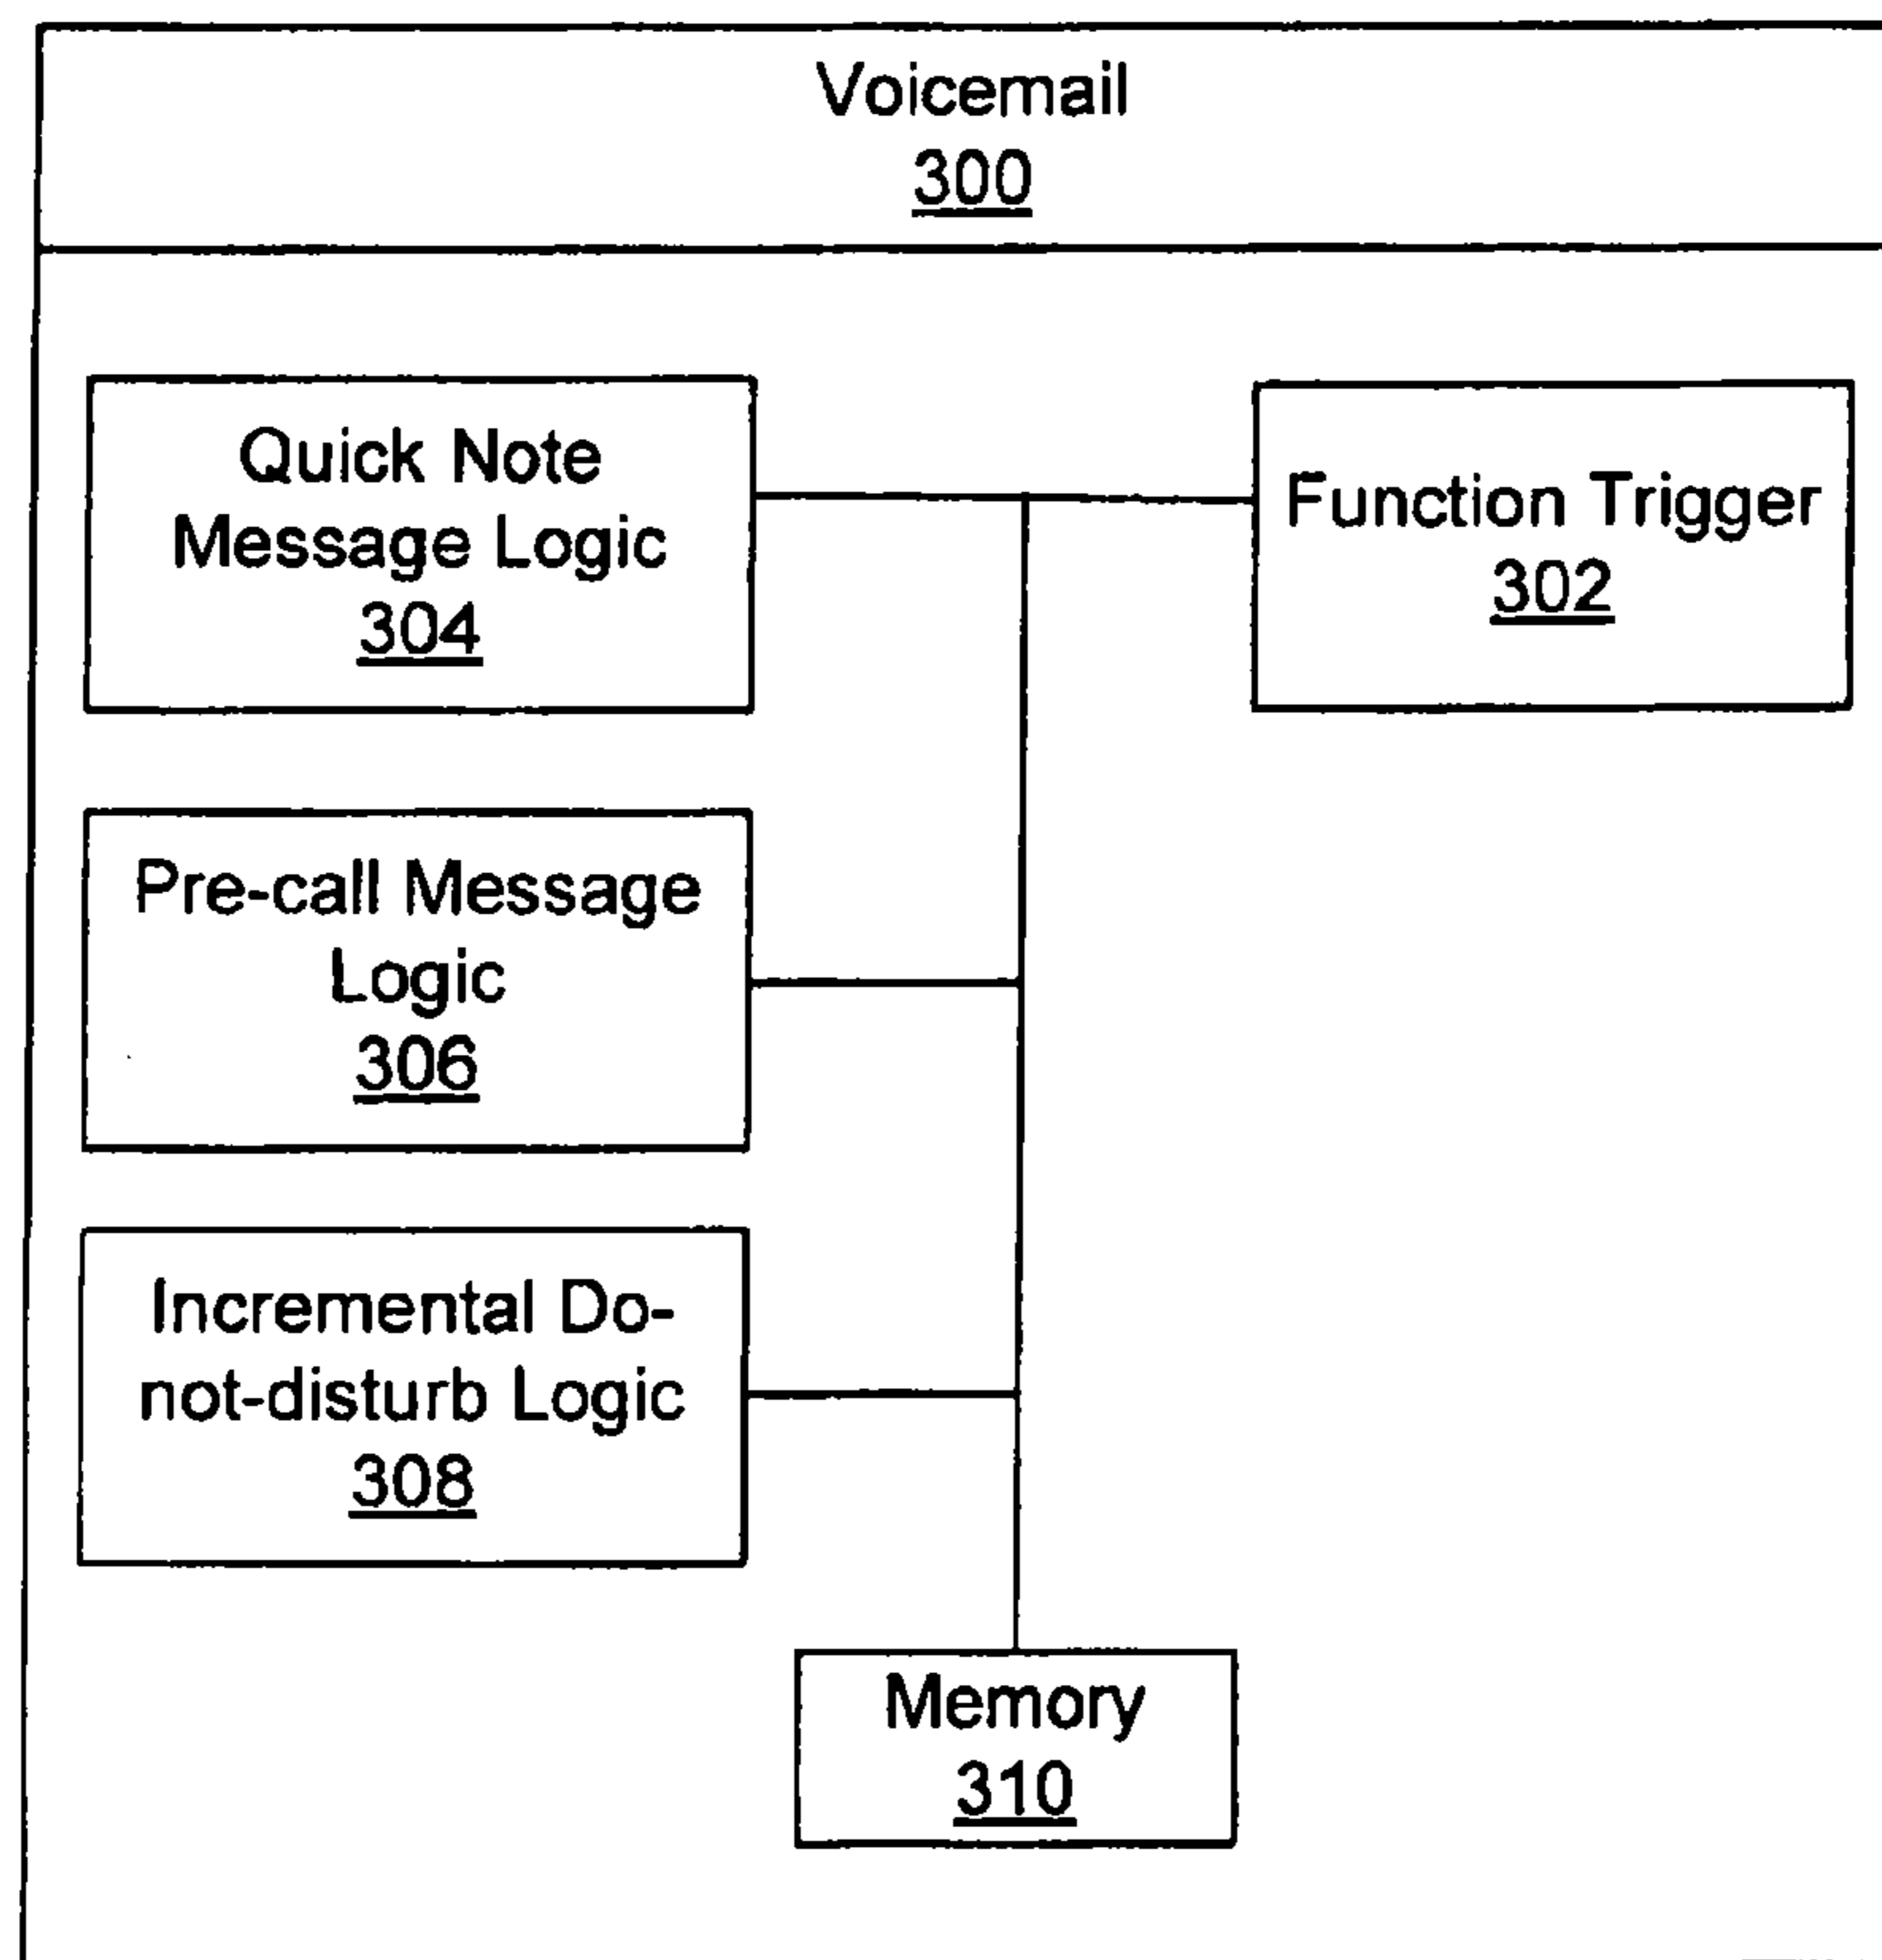 Voicemail
300
Quick Note
Message Logic
304
Function Trigger
302
Pre-call Message
Logic
306
Incremental Do-
not-disturb Logic
308
Memory
310